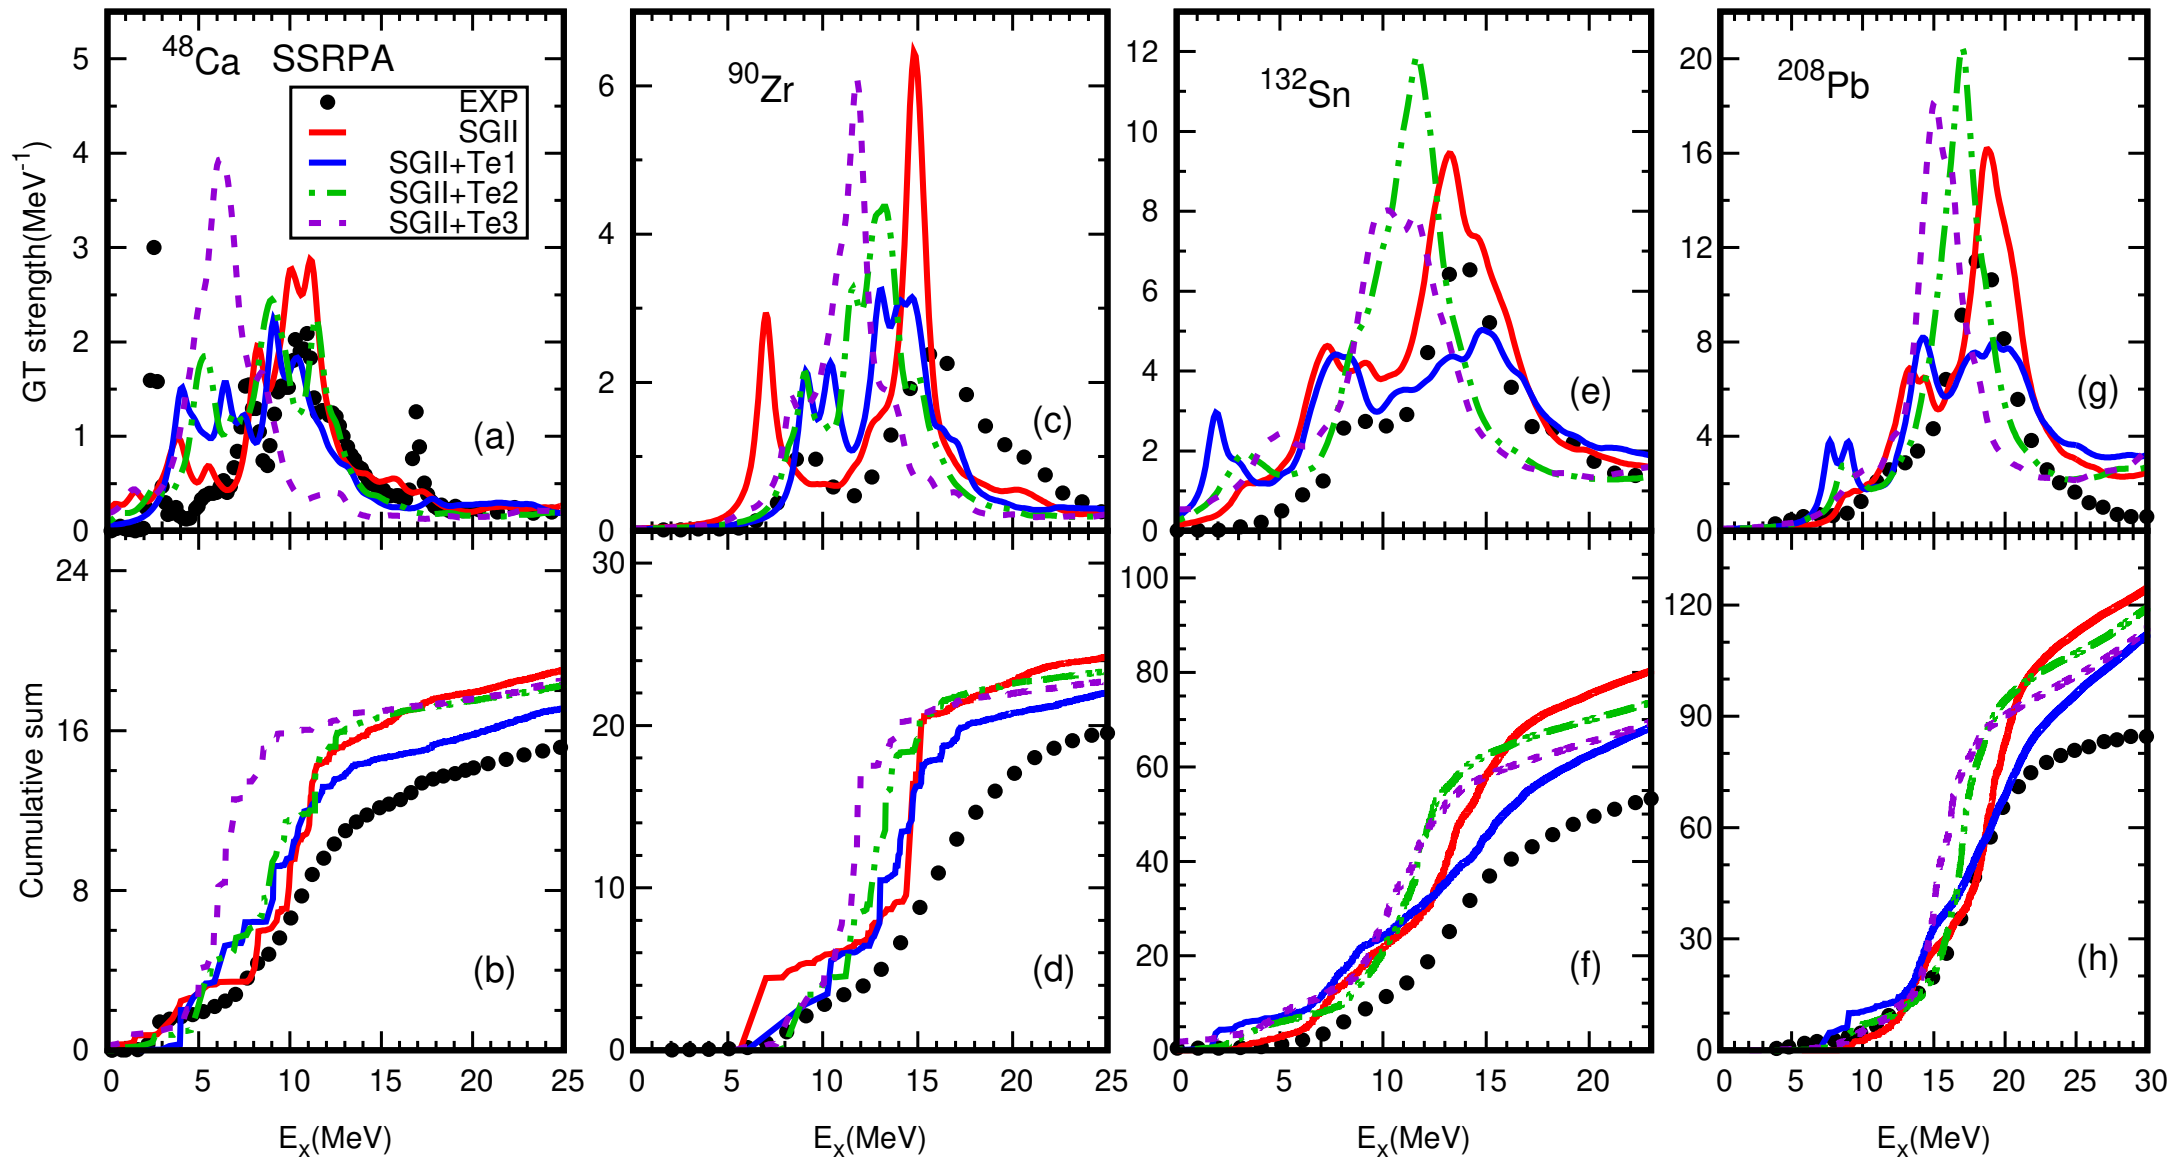 ⁴⁸Ca SSRPA
EXP
SGII
SGII+Te1
SGII+Te2
SGII+Te3
GT strength(MeV⁻¹)
5
4
3
2
1
0
(a)
⁹⁰Zr
6
4
2
0
(c)
¹³²Sn
12
10
8
6
4
2
0
(e)
²⁰⁸Pb
20
16
12
8
4
0
(g)
Cumulative sum
24
16
8
0
(b)
0 5 10 15 20 25
Eₓ(MeV)
30
20
10
0
(d)
0 5 10 15 20 25
Eₓ(MeV)
100
80
60
40
20
0
(f)
0 5 10 15 20
Eₓ(MeV)
120
90
60
30
0
(h)
0 5 10 15 20 25 30
Eₓ(MeV)